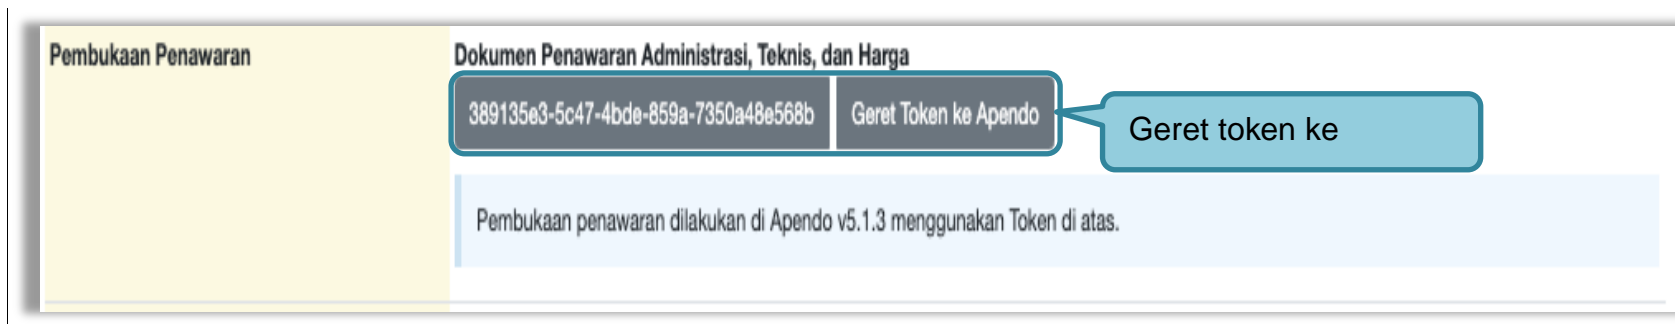 Pembukaan Penawaran
Dokumen Penawaran Administrasi, Teknis, dan Harga
389135e3-5c47-4bde-859a-7350a48e568b
Geret Token ke Apendo
Geret token ke
Pembukaan penawaran dilakukan di Apendo v5.1.3 menggunakan Token di atas.